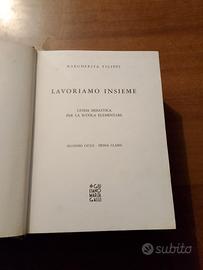 MARGHERITA FILIPPI
LAVORIAMO INSIEME
GUIDA DIDATTICA
PER LA SCUOLA ELEMENTARE
SECONDO CICLO - PRIMA CLASSE
subito